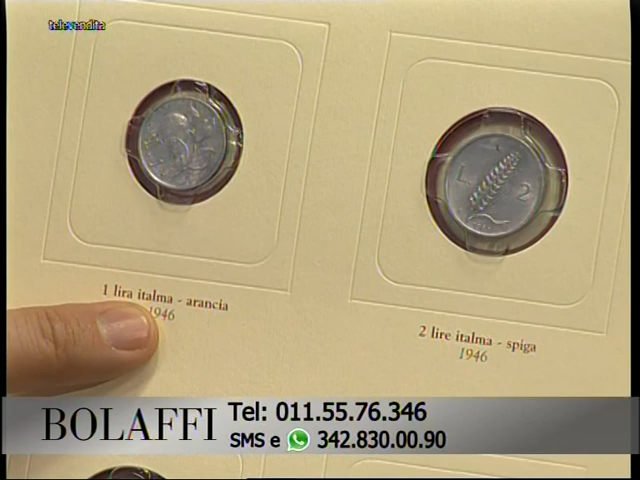 televendita
L 2
1 lira italma - arancia
1946
2 lire italma - spiga
1946
BOLAFFI
Tel: 011.55.76.346
SMS e 342.830.00.90